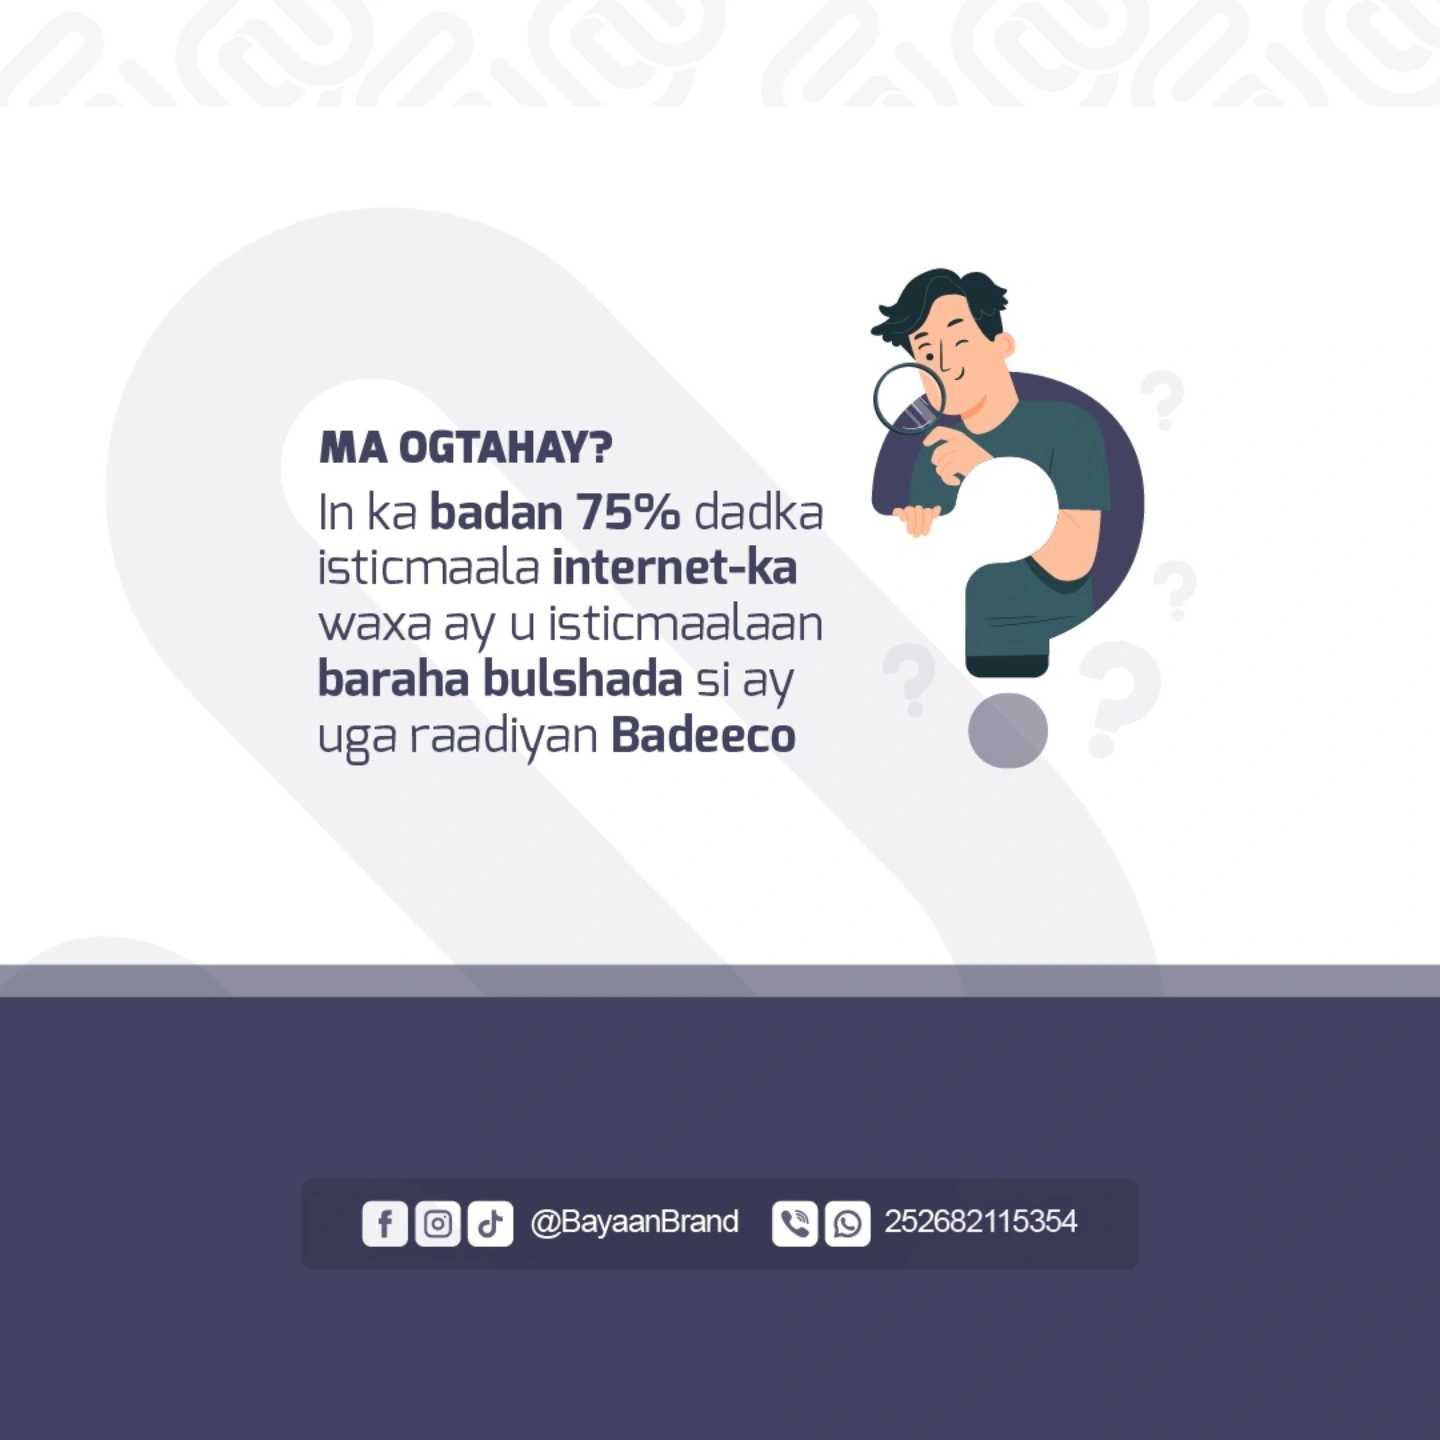 MA OGTAHAY?
In ka badan 75% dadka
isticmaala internet-ka
waxa ay u isticmaalaan
baraha bulshada si ay
uga raadiyan Badeeco
@BayaanBrand 252682115354